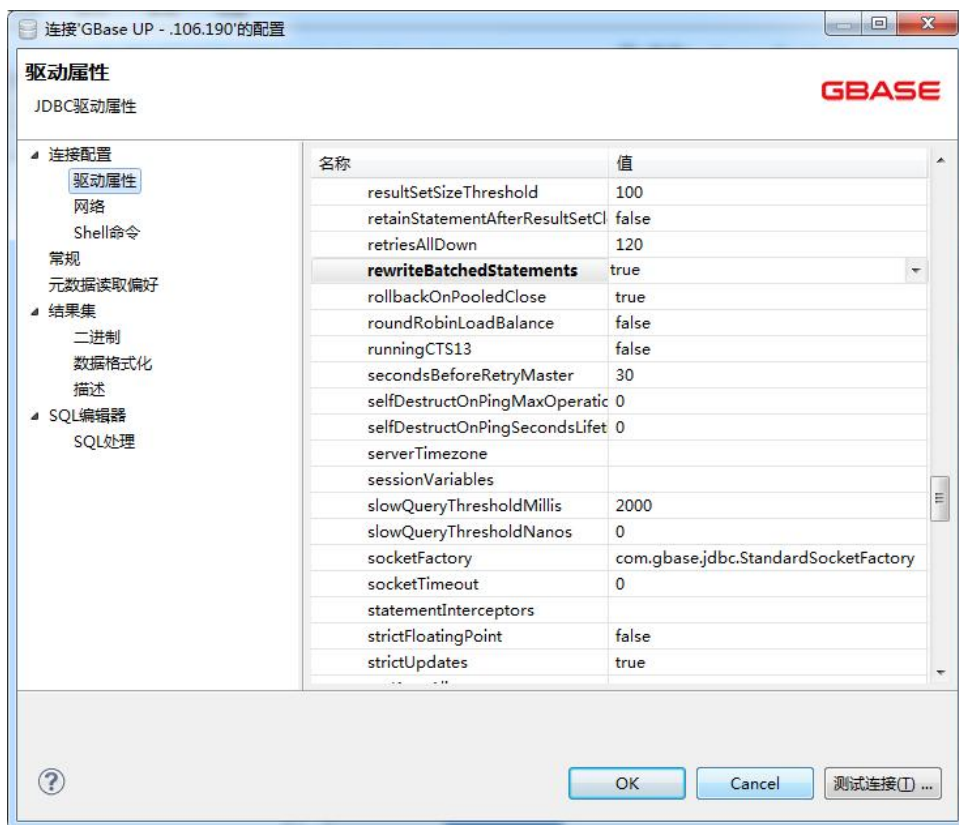 连接'GBase UP - .106.190'的配置
驱动属性
JDBC驱动属性
GBASE
连接配置
驱动属性
网络
Shell命令
常规
元数据读取偏好
结果集
二进制
数据格式化
描述
SQL编辑器
SQL处理
名称 值
resultSetSizeThreshold 100
retainStatementAfterResultSetCl false
retriesAllDown 120
rewriteBatchedStatements true
rollbackOnPooledClose true
roundRobinLoadBalance false
runningCTS13 false
secondsBeforeRetryMaster 30
selfDestructOnPingMaxOperatic 0
selfDestructOnPingSecondsLifet 0
serverTimezone
sessionVariables
slowQueryThresholdMillis 2000
slowQueryThresholdNanos 0
socketFactory com.gbase.jdbc.StandardSocketFactory
socketTimeout 0
statementInterceptors
strictFloatingPoint false
strictUpdates true
OK Cancel 测试连接(T) ...